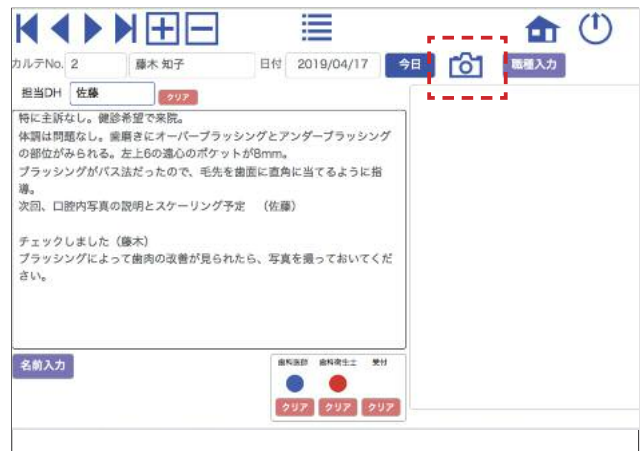 カルテNo. 2 藤木 知子 日付 2019/04/17 今日 職種入力
担当DH 佐藤 クリア
特に主訴なし。健診希望で来院。
体調は問題なし。歯磨きにオーバーブラッシングとアンダーブラッシング
の部位がみられる。左上6の遠心のポケットが8mm。
ブラッシングがバス法だったので、毛先を歯面に直角に当てるように指
導。
次回、口腔内写真の説明とスケーリング予定 （佐藤）
チェックしました（藤木）
ブラッシングによって歯肉の改善が見られたら、写真を撮っておいてくだ
さい。
名前入力
歯科医師 歯科衛生士 受付
クリア クリア クリア